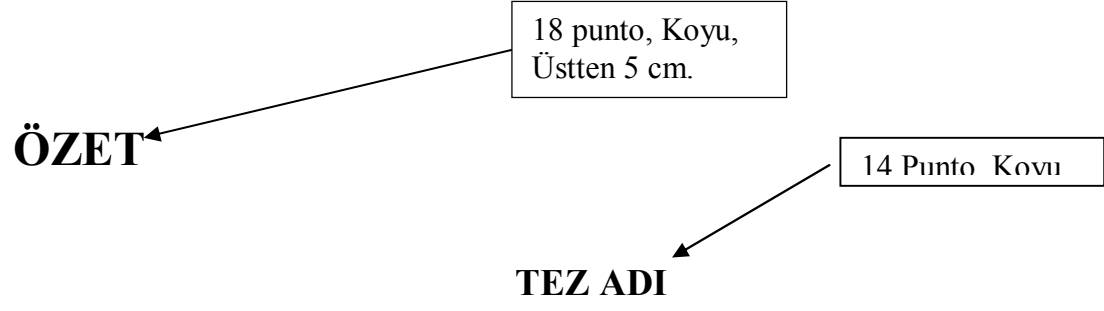 18 punto, Koyu,
Üstten 5 cm.
ÖZET
14 Punto Koyu
TEZ ADI